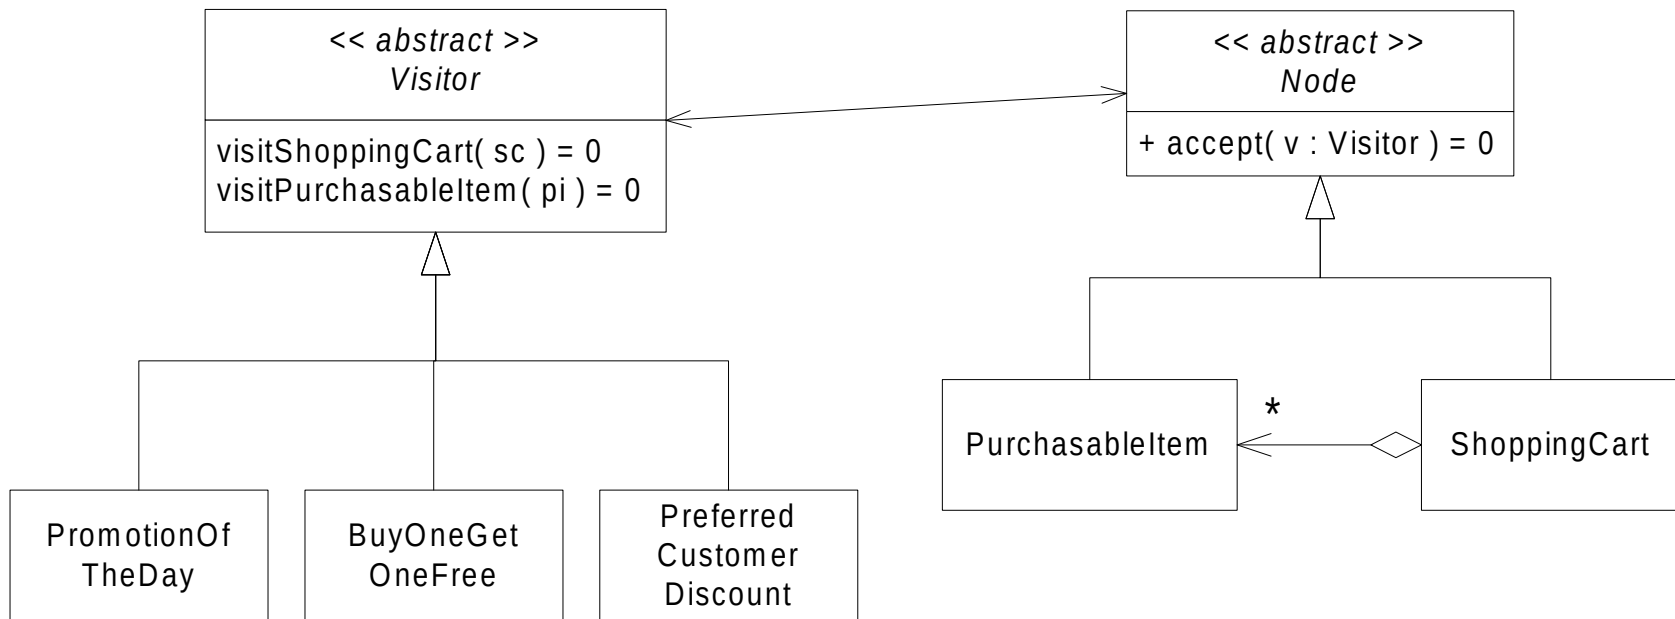 << abstract >>
Visitor
visitShoppingCart( sc ) = 0
visitPurchasableItem( pi ) = 0
<< abstract >>
Node
+ accept( v : Visitor ) = 0
PurchasableItem
*
ShoppingCart
PromotionOf
TheDay
BuyOneGet
OneFree
Preferred
Customer
Discount